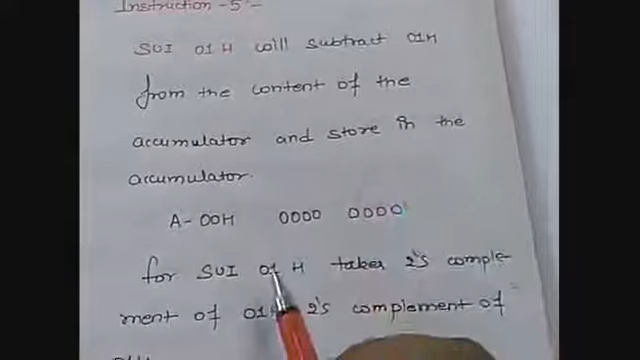 Instruction -5 -
SUI 01 H will subtract 01H
from the content of the
accumulator and store in the
accumulator.
A- 00H 0000 0000
for SUI 01 H takes 2's comple-
ment of 2's complement of